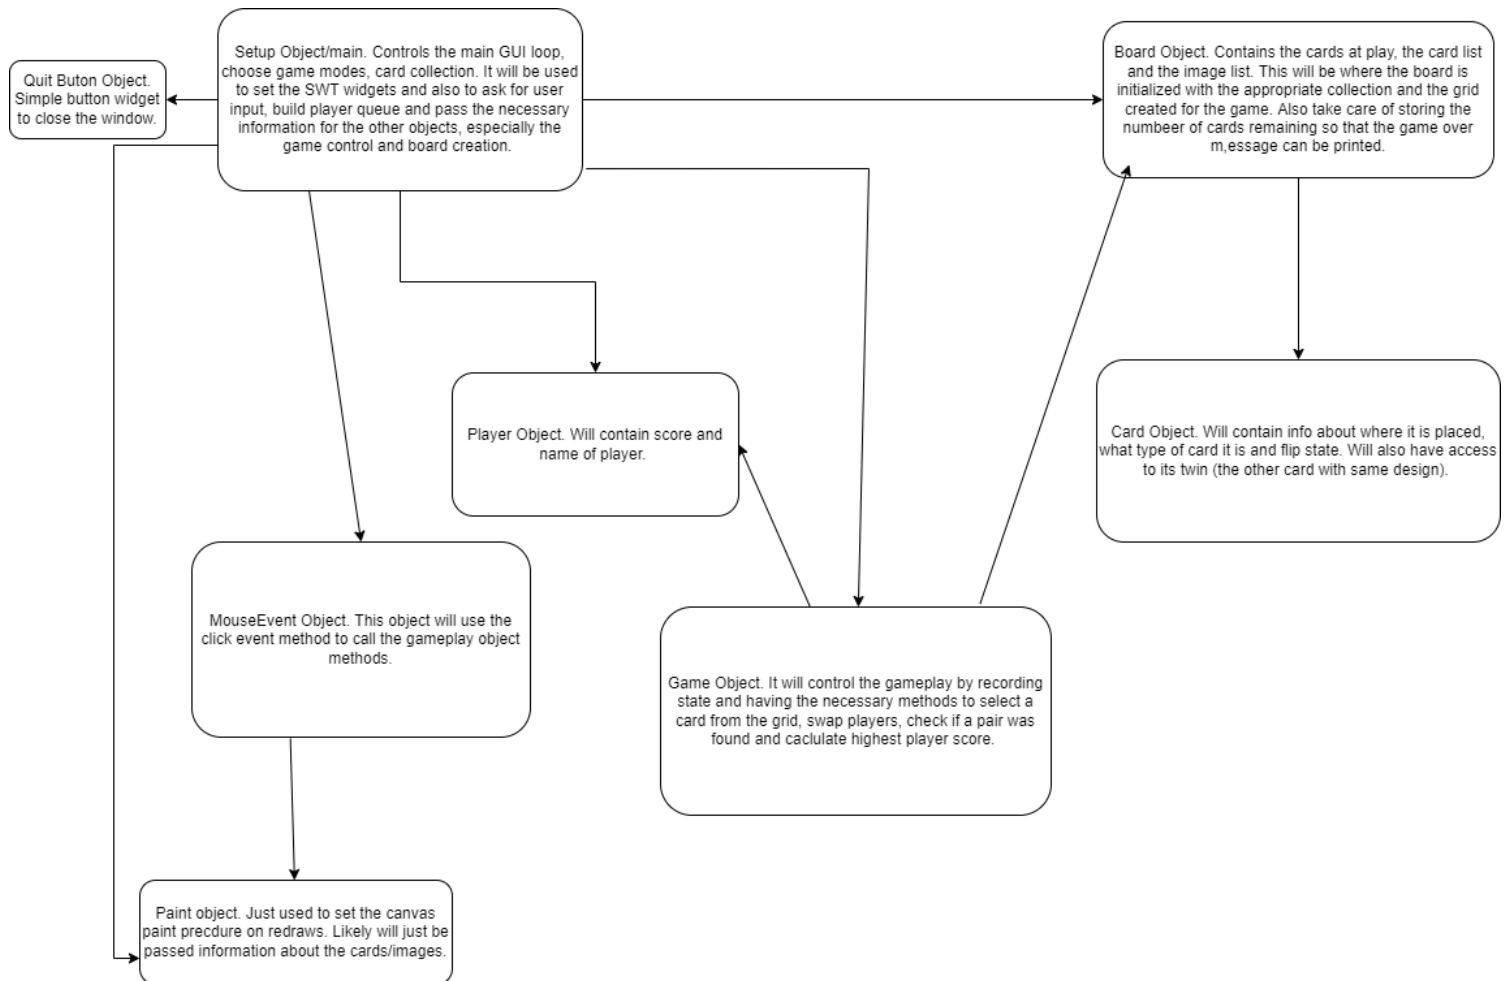 Setup Object/main. Controls the main GUI loop,
choose game modes, card collection. It will be used
to set the SWT widgets and also to ask for user
input, build player queue and pass the necessary
information for the other objects, especially the
game control and board creation.
Quit Buton Object.
Simple button widget
to close the window.
Board Object. Contains the cards at play, the card list
and the image list. This will be where the board is
initialized with the appropriate collection and the grid
created for the game. Also take care of storing the
numbeer of cards remaining so that the game over
m,essage can be printed.
Player Object. Will contain score and
name of player.
Card Object. Will contain info about where it is placed,
what type of card it is and flip state. Will also have access
to its twin (the other card with same design).
MouseEvent Object. This object will use the
click event method to call the gameplay object
methods.
Game Object. It will control the gameplay by recording
state and having the necessary methods to select a
card from the grid, swap players, check if a pair was
found and caclulate highest player score.
Paint object. Just used to set the canvas
paint precdure on redraws. Likely will just be
passed information about the cards/images.